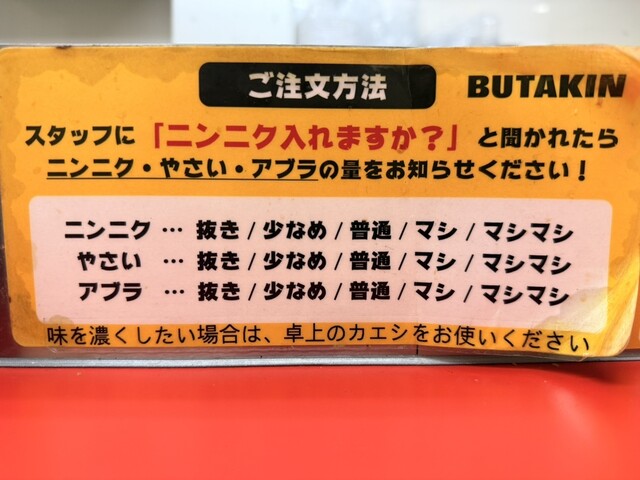 ご注文方法
BUTAKIN
スタッフに「ニンニク入れますか?」と聞かれたら
ニンニク・やさい・アブラの量をお知らせください!
ニンニク … 抜き / 少なめ / 普通 / マシ / マシマシ
やさい … 抜き / 少なめ / 普通 / マシ / マシマシ
アブラ … 抜き / 少なめ / 普通 / マシ / マシマシ
味を濃くしたい場合は、卓上のカエシをお使いください